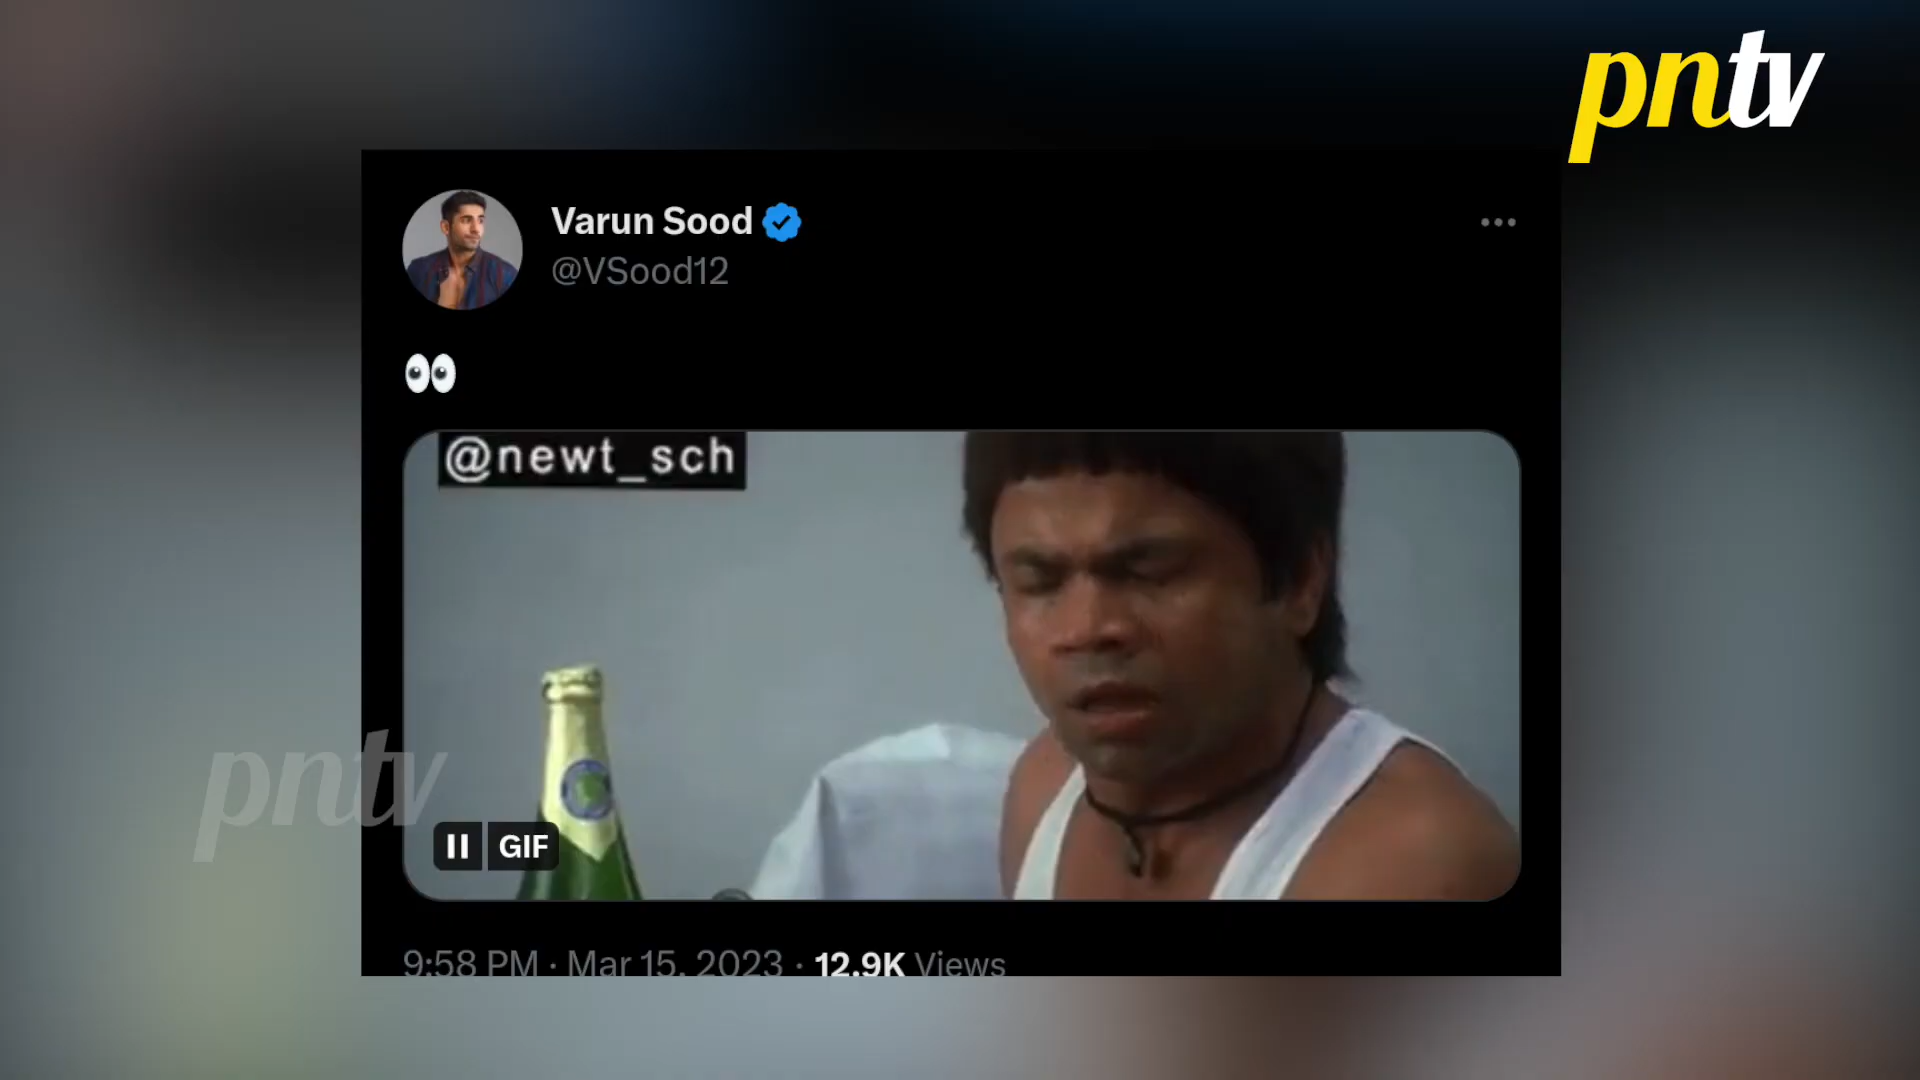 pntv
Varun Sood
@VSood12
👀
@newt_sch
pntv
GIF
9:58 PM · Mar 15, 2023 · 12.9K Views